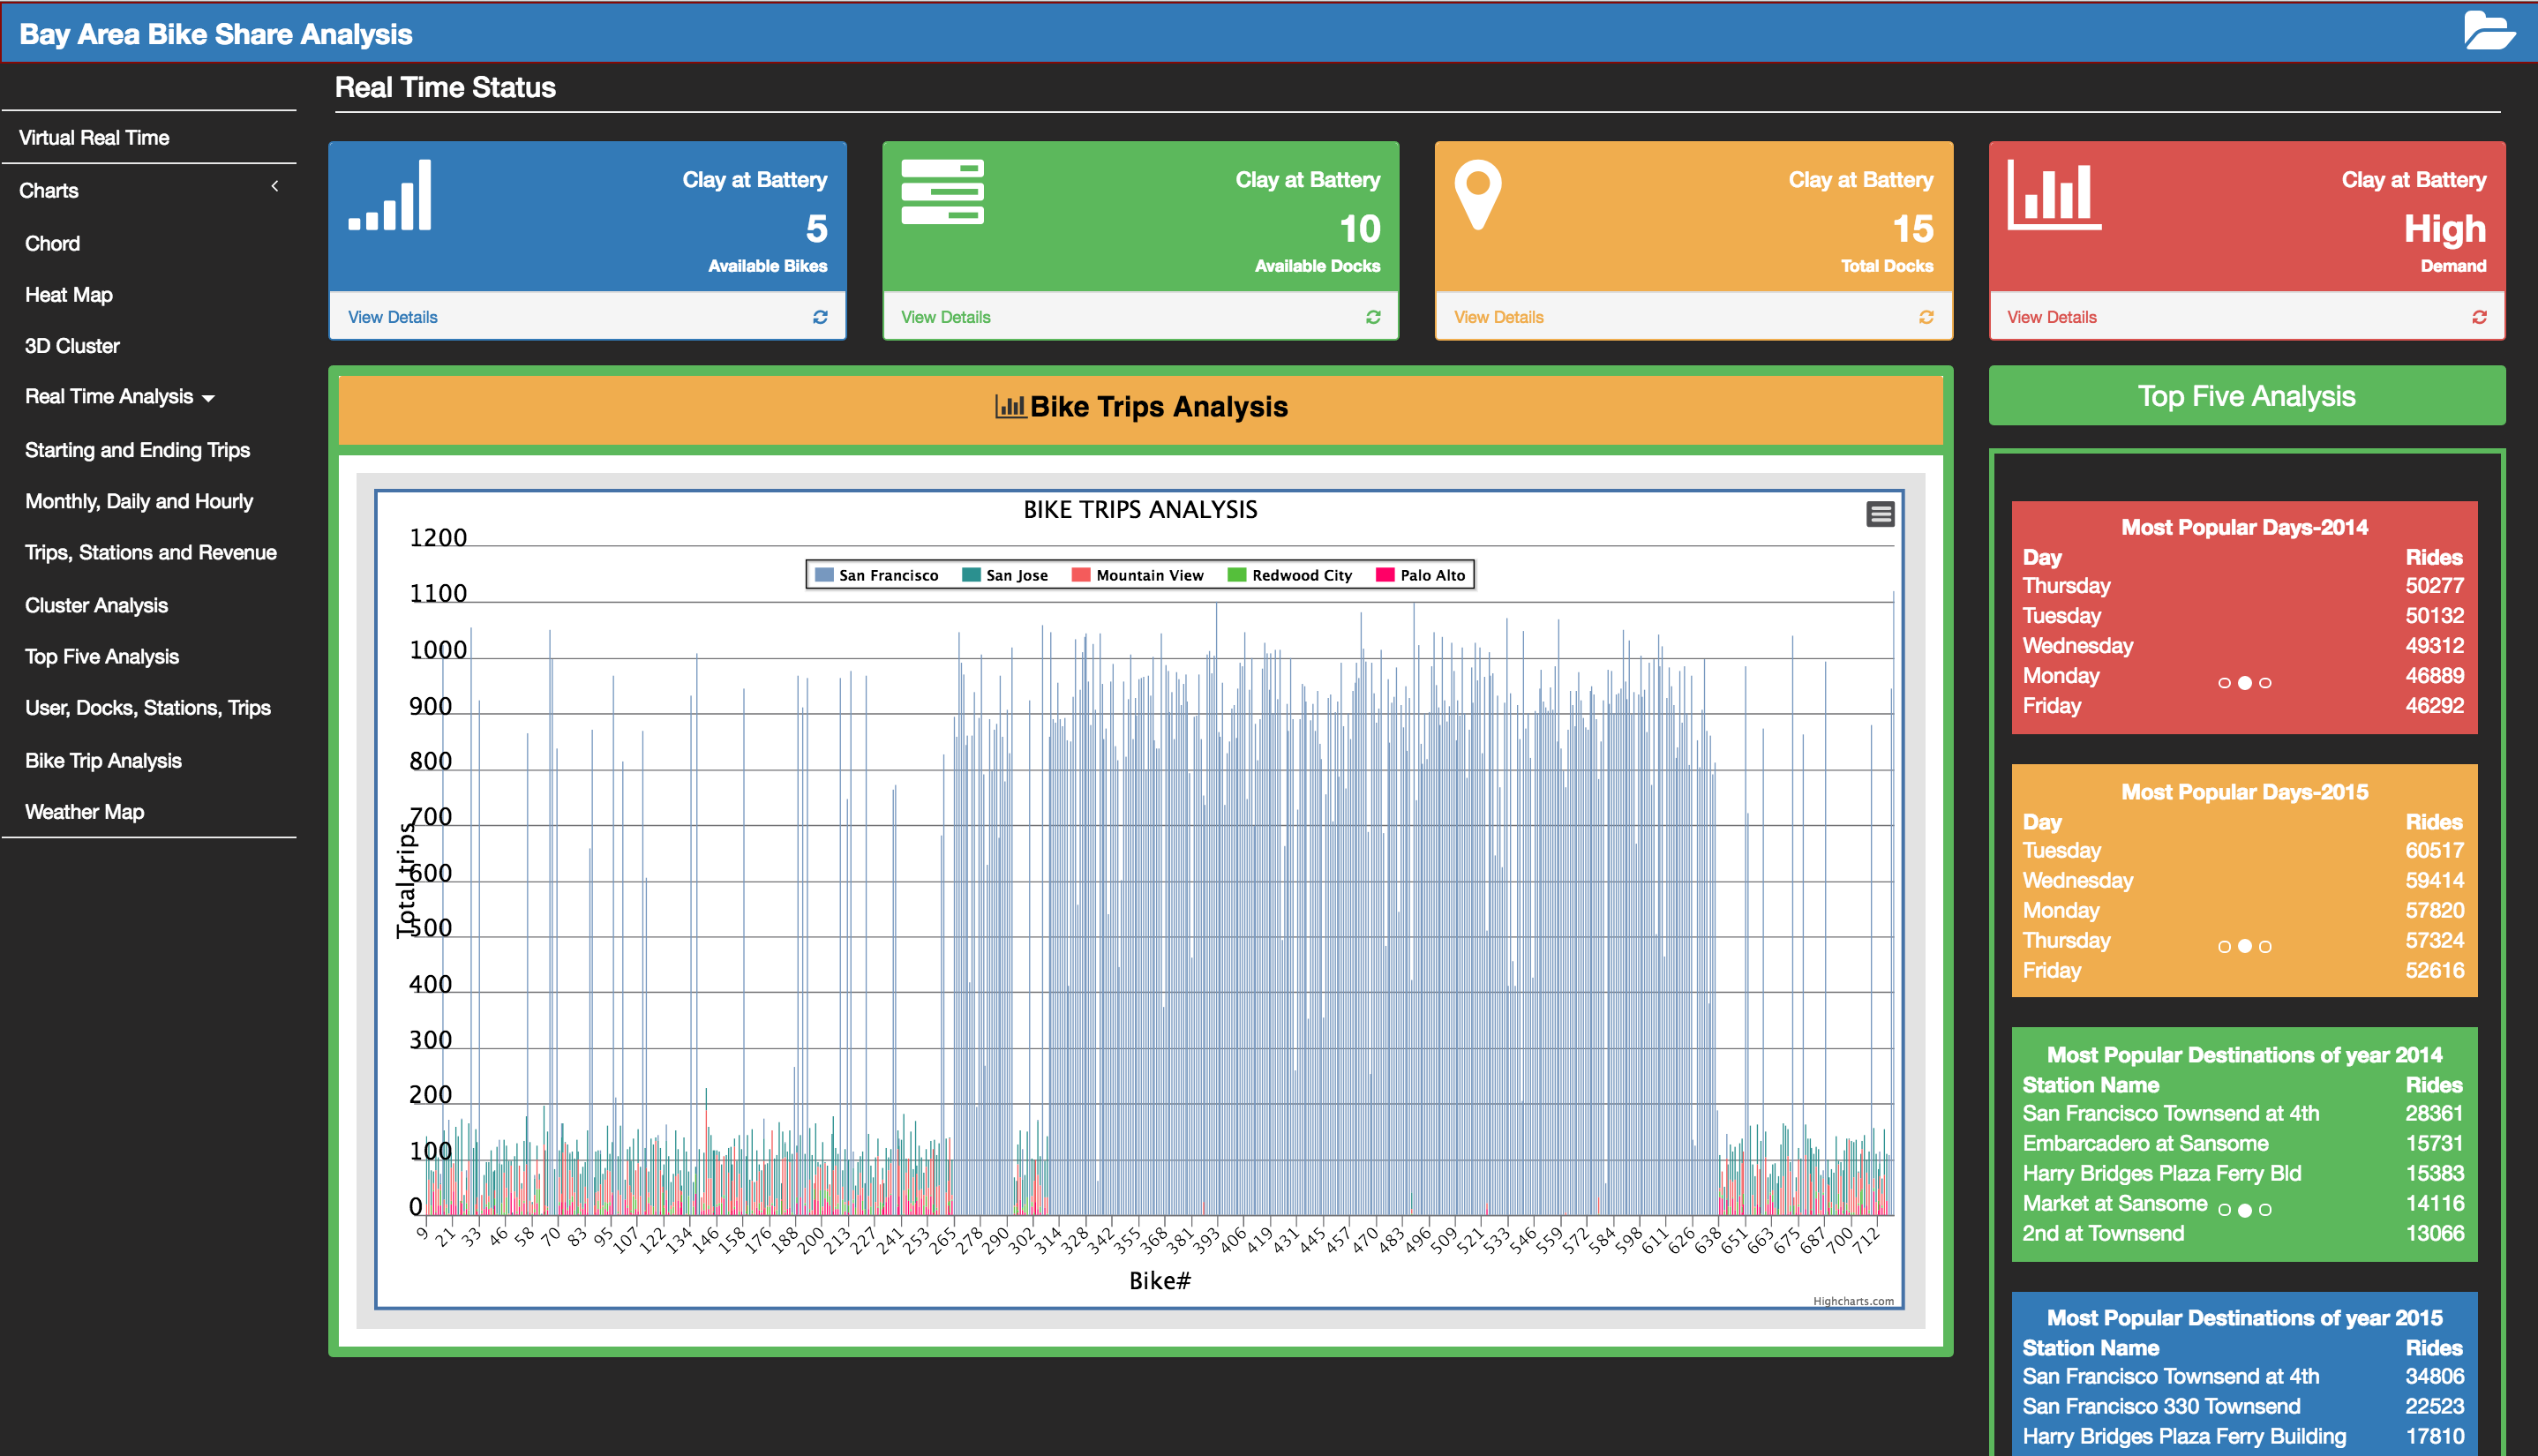 Bay Area Bike Share Analysis
Real Time Status
Virtual Real Time
Charts
Chord
Heat Map
3D Cluster
Real Time Analysis
Starting and Ending Trips
Monthly, Daily and Hourly
Trips, Stations and Revenue
Cluster Analysis
Top Five Analysis
User, Docks, Stations, Trips
Bike Trip Analysis
Weather Map
Clay at Battery
5
Available Bikes
View Details
Clay at Battery
10
Available Docks
View Details
Clay at Battery
15
Total Docks
View Details
Clay at Battery
High
Demand
View Details
Bike Trips Analysis
BIKE TRIPS ANALYSIS
San Francisco San Jose Mountain View Redwood City Palo Alto
Total trips
1200
1100
1000
900
800
700
600
500
400
300
200
100
0
9 21 33 46 58 70 83 95 107 122 134 146 158 176 188 200 213 227 241 253 265 278 290 302 314 328 342 355 368 381 393 406 419 431 445 457 470 483 496 509 521 533 546 559 572 584 598 611 626 638 651 663 675 687 700 712
Bike#
Highcharts.com
Top Five Analysis
Most Popular Days-2014
Day Rides
Thursday 50277
Tuesday 50132
Wednesday 49312
Monday 46889
Friday 46292
Most Popular Days-2015
Day Rides
Tuesday 60517
Wednesday 59414
Monday 57820
Thursday 57324
Friday 52616
Most Popular Destinations of year 2014
Station Name Rides
San Francisco Townsend at 4th 28361
Embarcadero at Sansome 15731
Harry Bridges Plaza Ferry Bld 15383
Market at Sansome 14116
2nd at Townsend 13066
Most Popular Destinations of year 2015
Station Name Rides
San Francisco Townsend at 4th 34806
San Francisco 330 Townsend 22523
Harry Bridges Plaza Ferry Building 17810